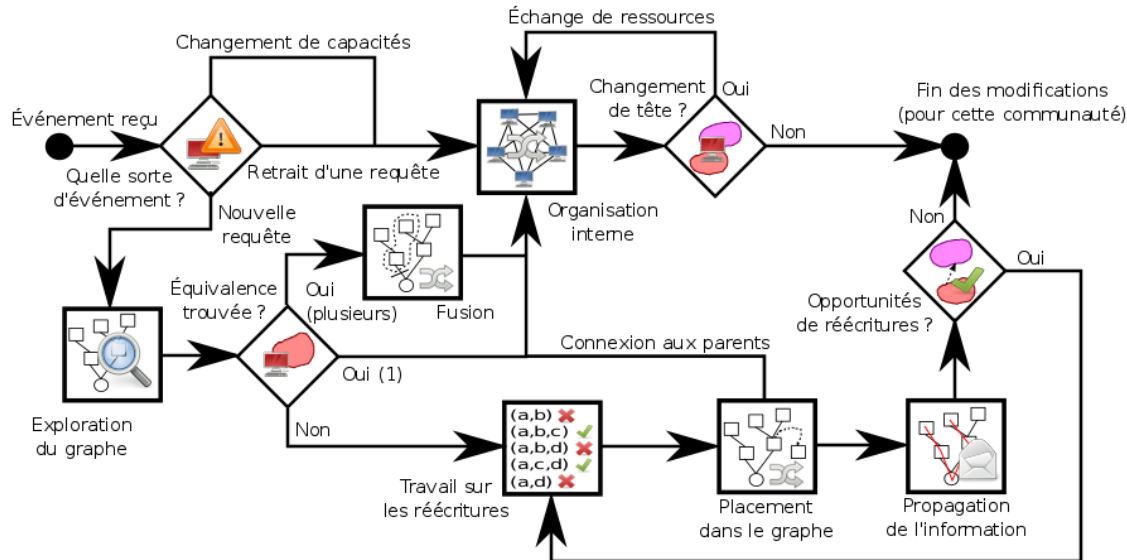 Échange de ressources
Changement de capacités
Changement
de tête ?
Oui
Fin des modifications
(pour cette communauté)
Événement reçu
Non
Quelle sorte
d'événement ?
Retrait d'une requête
Nouvelle
requête
Organisation
interne
Non
Oui
Équivalence
trouvée ?
Oui
(plusieurs)
Fusion
Opportunités
de réécritures ?
Connexion aux parents
Oui (1)
Exploration
du graphe
Non
(a,b)
(a,b,c)
(a,b,d)
(a,c,d)
(a,d)
Travail sur
les réécritures
Placement
dans le graphe
Propagation
de l'information